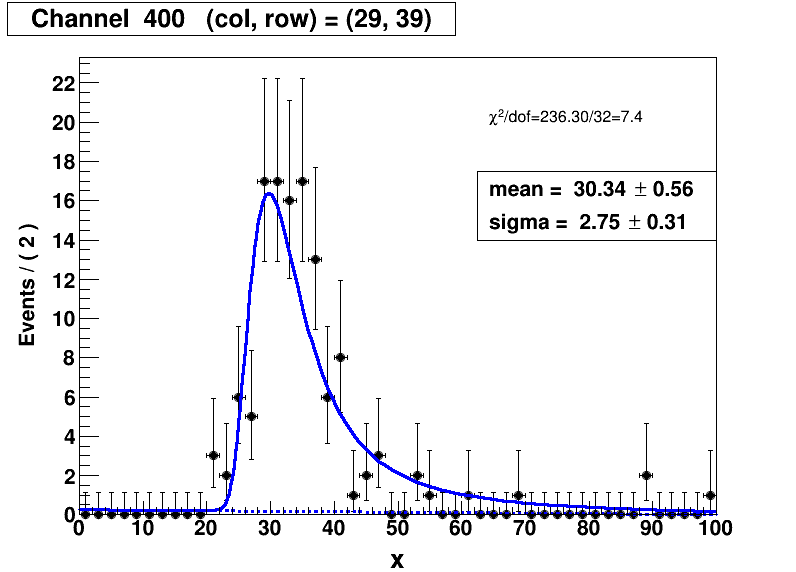 Channel 400 (col, row) = (29, 39)
χ²/dof=236.30/32=7.4
mean = 30.34 ± 0.56
sigma = 2.75 ± 0.31
Events / ( 2 )
22
20
18
16
14
12
10
8
6
4
2
0
0 10 20 30 40 50 60 70 80 90 100
x